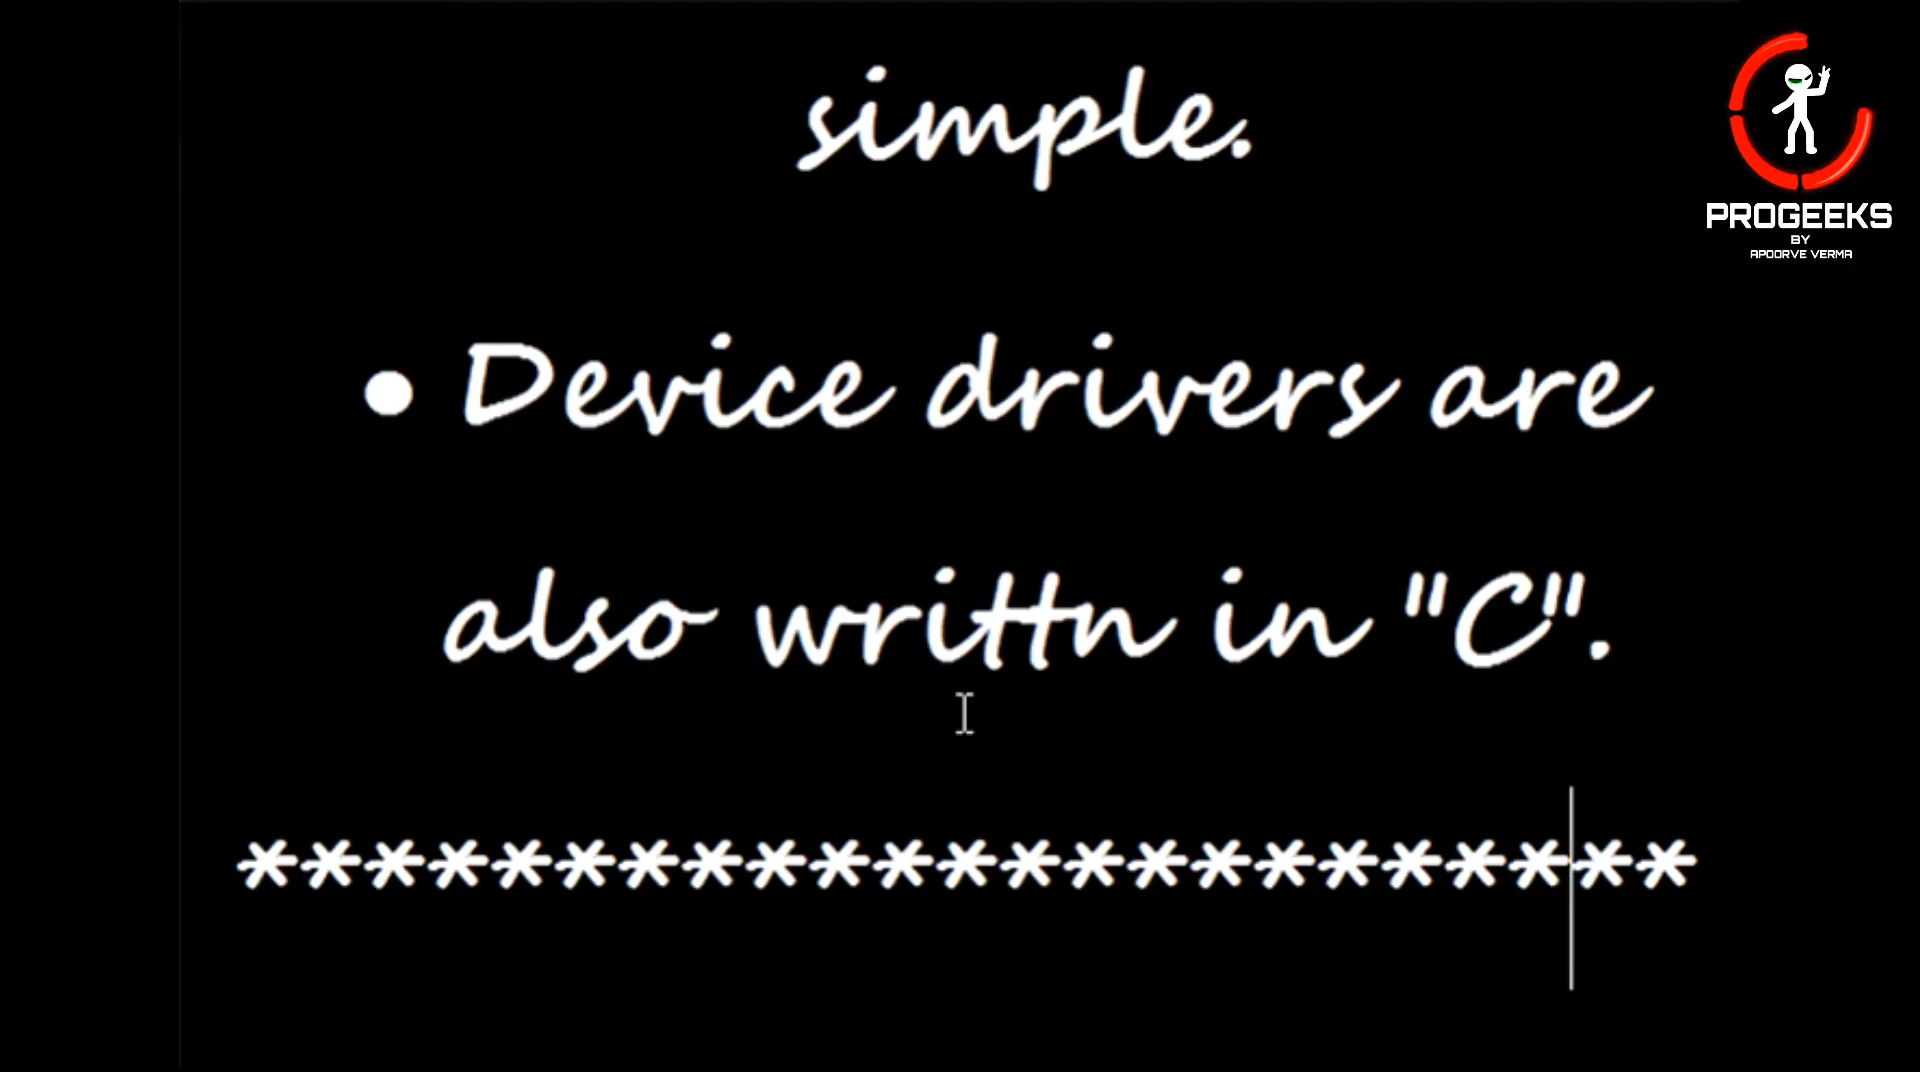 simple.
• Device drivers are
also writtn in "C".
***********************
PROGEEKS
BY
APOORVE VERMA